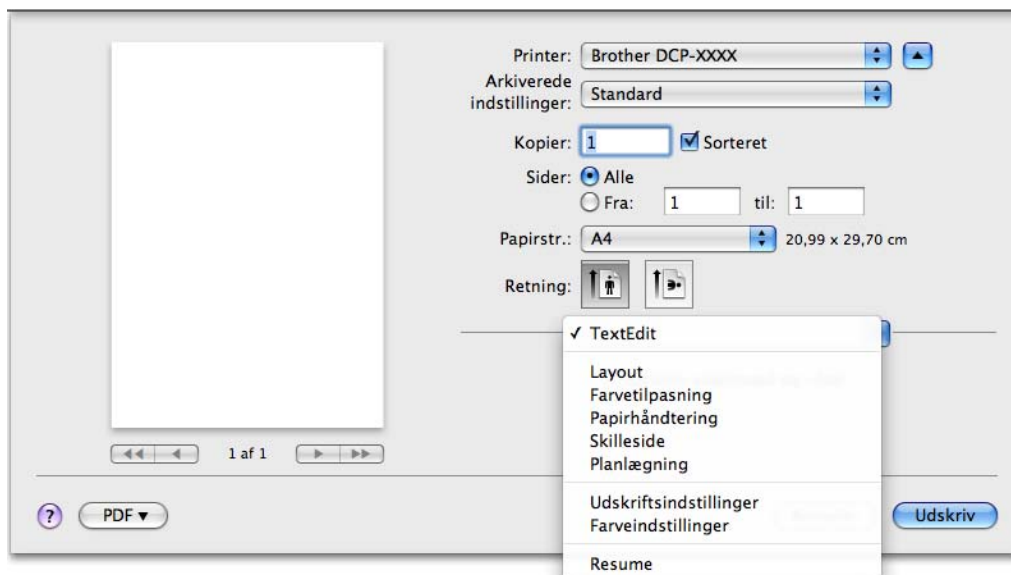 Printer: Brother DCP-XXXX
Arkiverede
indstillinger: Standard
Kopier: 1 Sorteret
Sider: Alle
Fra: 1 til: 1
Papirstr.: A4 20,99 x 29,70 cm
Retning:
✓ TextEdit
Layout
Farvetilpasning
Papirhåndtering
Skilleside
Planlægning
Udskriftsindstillinger
Farveindstillinger
Resume
1 af 1
? PDF ▼
Udskriv